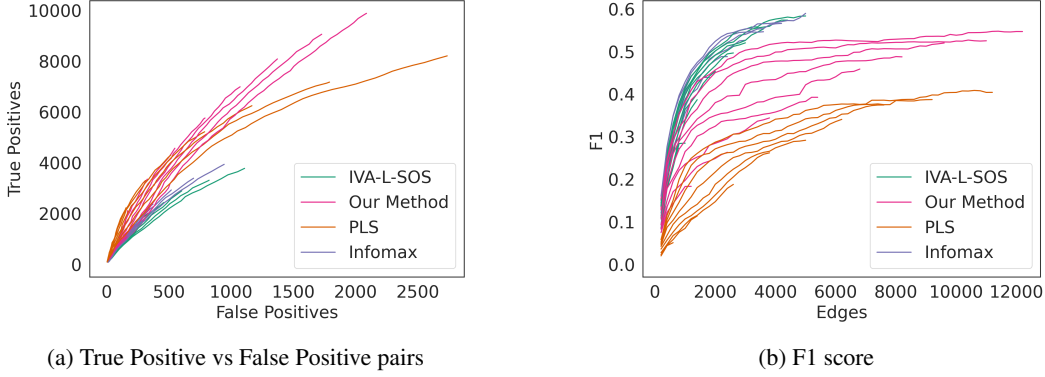 10000
8000
6000
4000
2000
0
True Positives
0 500 1000 1500 2000 2500
False Positives
IVA-L-SOS
Our Method
PLS
Infomax
(a) True Positive vs False Positive pairs
0.6
0.5
0.4
0.3
0.2
0.1
0.0
F1
0 2000 4000 6000 8000 10000 12000
Edges
IVA-L-SOS
Our Method
PLS
Infomax
(b) F1 score